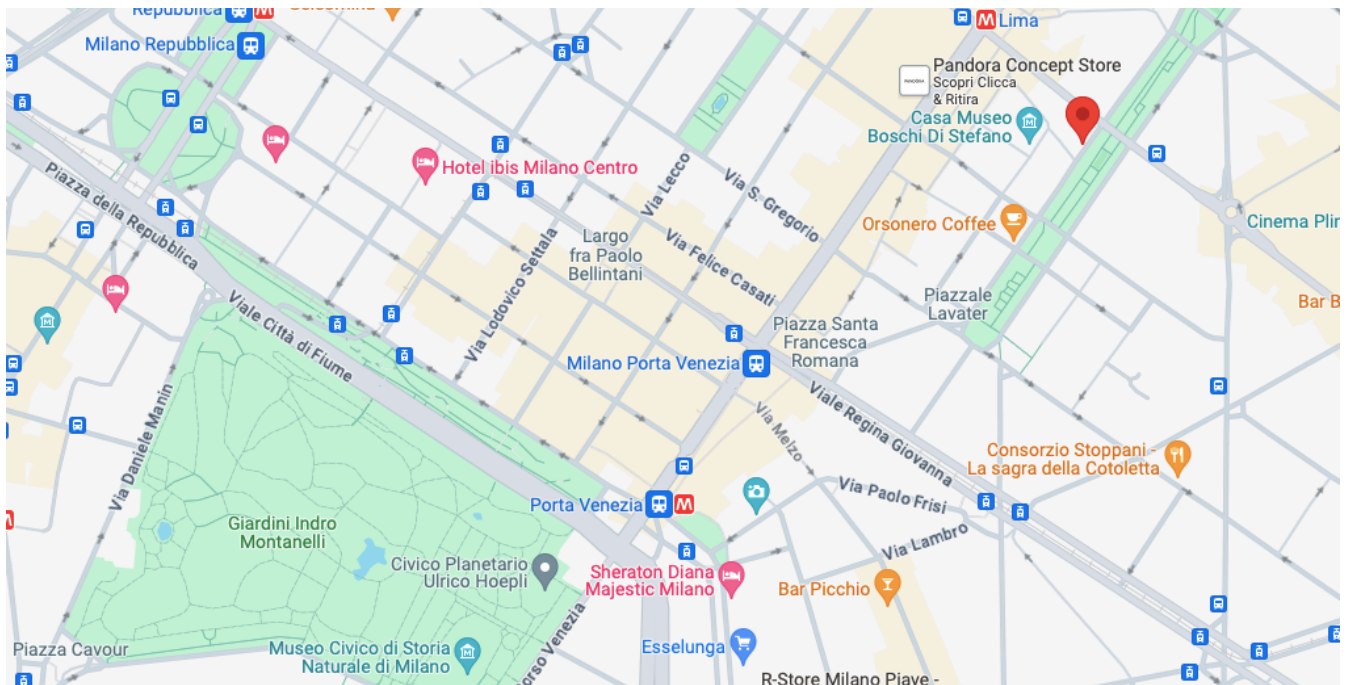 Repubblica
Milano Repubblica
M
Lima
Pandora Concept Store
Scopri Clicca
& Ritira
PANDORA
Casa Museo
Boschi Di Stefano
Hotel ibis Milano Centro
Via Lecco
Via S. Gregorio
Orsonero Coffee
Cinema Plin
Piazza della Repubblica
Largo
fra Paolo
Bellintani
Via Felice Casati
Via Lodovico Settala
Piazzale
Lavater
Bar B
Viale Città di Fiume
Piazza Santa
Francesca
Romana
Milano Porta Venezia
Via Daniele Manin
Via Melzo
Viale Regina Giovanna
Consorzio Stoppani -
La sagra della Cotoletta
Porta Venezia
M
Via Paolo Frisi
Giardini Indro
Montanelli
Via Lambro
Civico Planetario
Ulrico Hoepli
Sheraton Diana
Majestic Milano
Bar Picchio
Piazza Cavour
Museo Civico di Storia
Naturale di Milano
orso Venezia
Esselunga
R-Store Milano Piave -